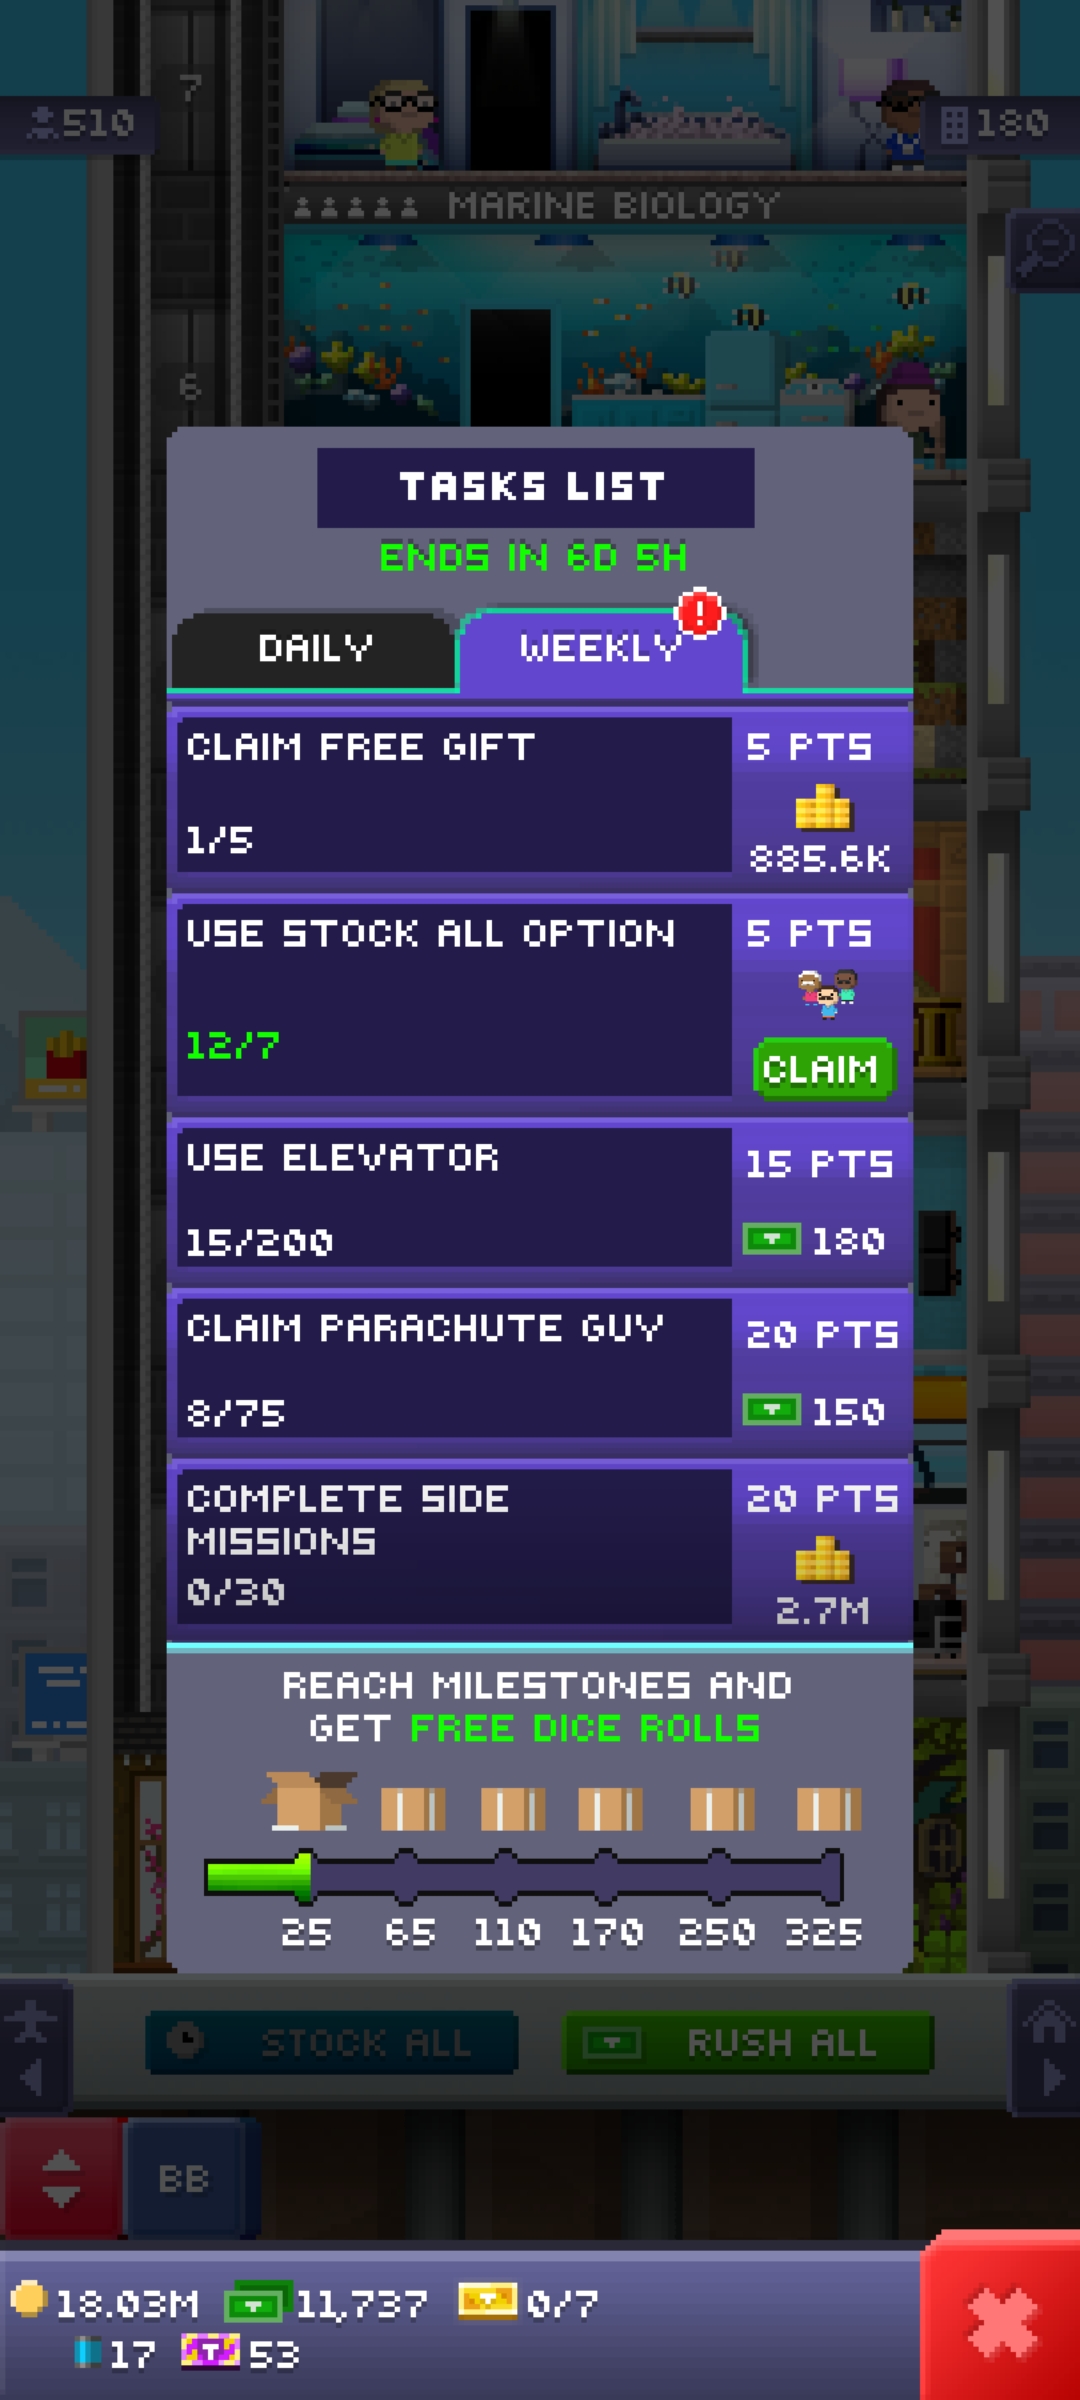 7
510
180
MARINE BIOLOGY
6
TASKS LIST
ENDS IN 6D 5H
DAILY
WEEKLY
!
CLAIM FREE GIFT
5 PTS
1/5
885.6K
USE STOCK ALL OPTION
5 PTS
12/7
CLAIM
USE ELEVATOR
15 PTS
15/200
180
CLAIM PARACHUTE GUY
20 PTS
8/75
150
COMPLETE SIDE
MISSIONS
20 PTS
0/30
2.7M
REACH MILESTONES AND
GET FREE DICE ROLLS
25 65 110 170 250 325
STOCK ALL
RUSH ALL
BB
18.03M 11,737 0/7
17 53